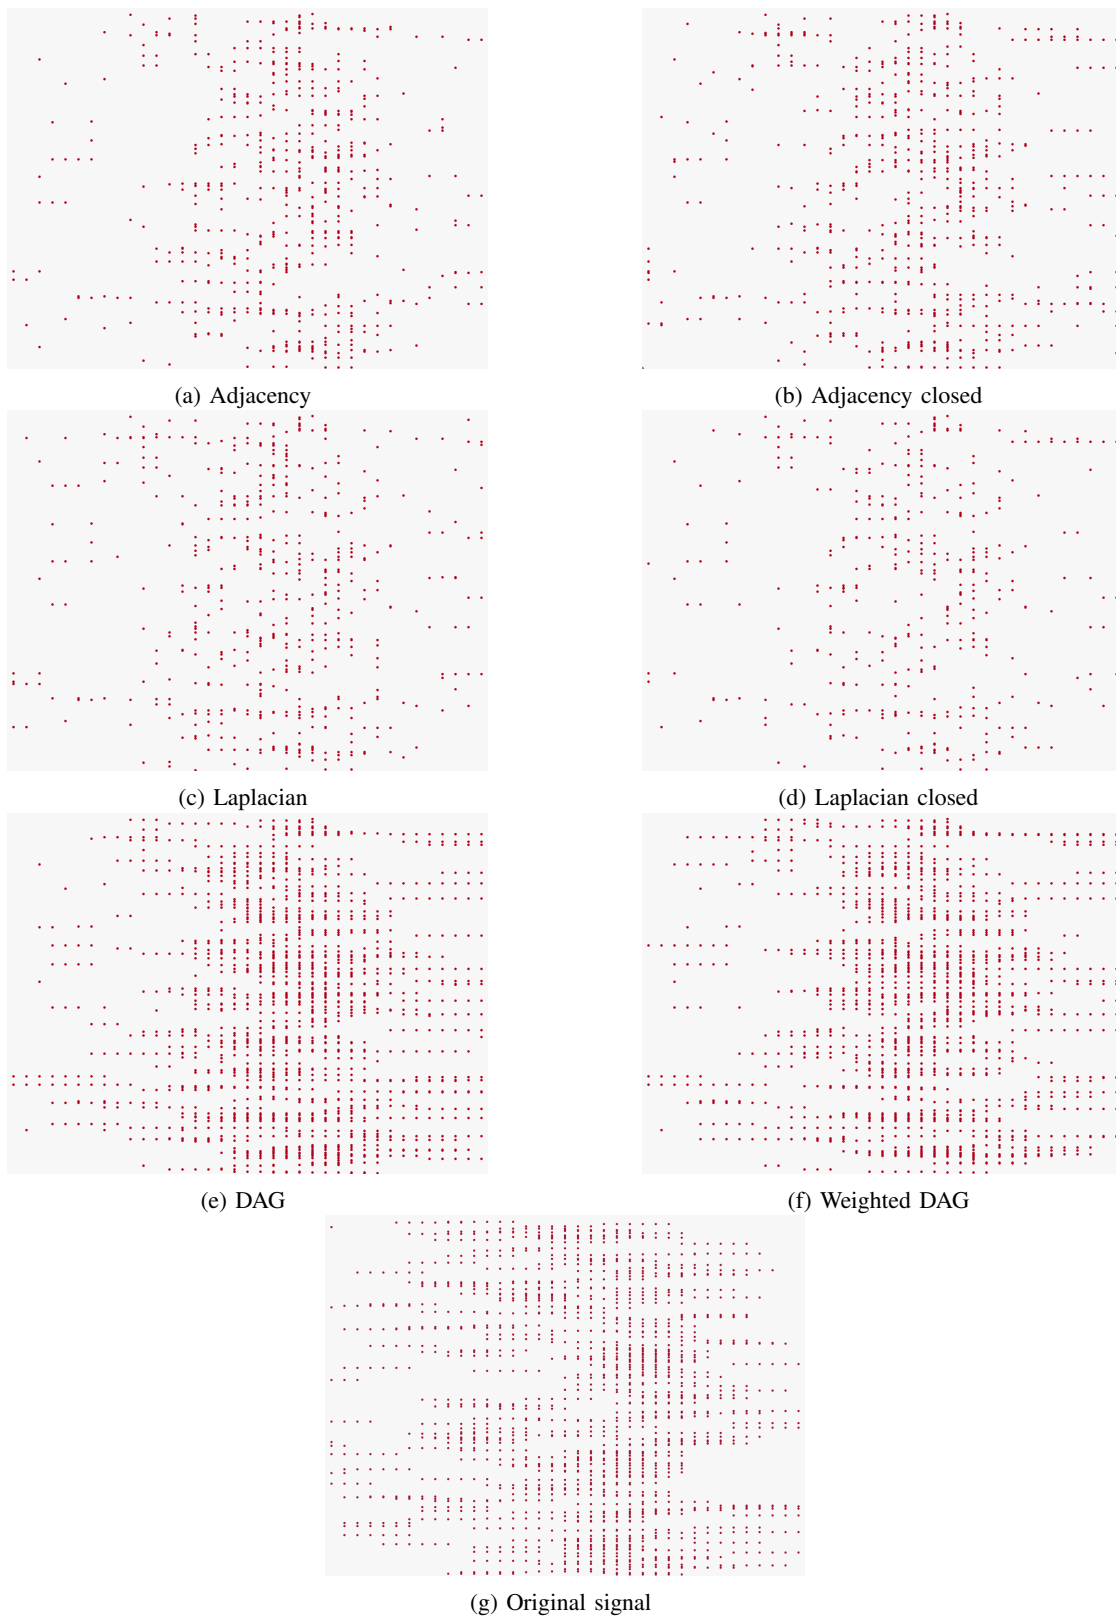 (a) Adjacency
(b) Adjacency closed
(c) Laplacian
(d) Laplacian closed
(e) DAG
(f) Weighted DAG
(g) Original signal